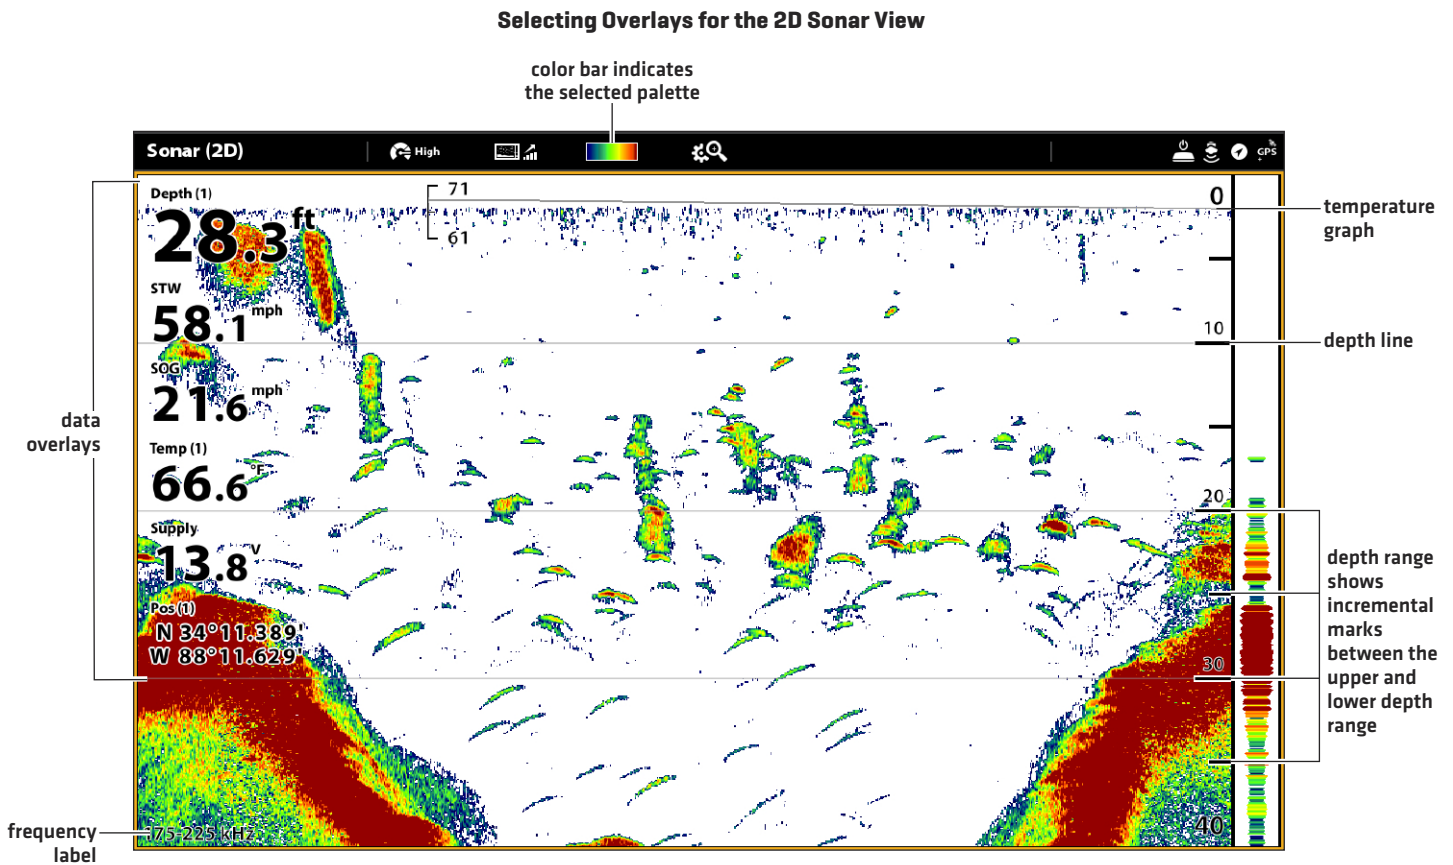 Selecting Overlays for the 2D Sonar View
color bar indicates
the selected palette
Sonar (2D)
High
GPS
Depth (1)
28.3 ft
STW
58.1 mph
SOG
21.6 mph
Temp (1)
66.6 °F
Supply
13.8 V
Pos (1)
N 34°11.389'
W 88°11.629'
175-225 kHz
71
61
0
10
20
30
40
data
overlays
frequency
label
temperature
graph
depth line
depth range
shows
incremental
marks
between the
upper and
lower depth
range